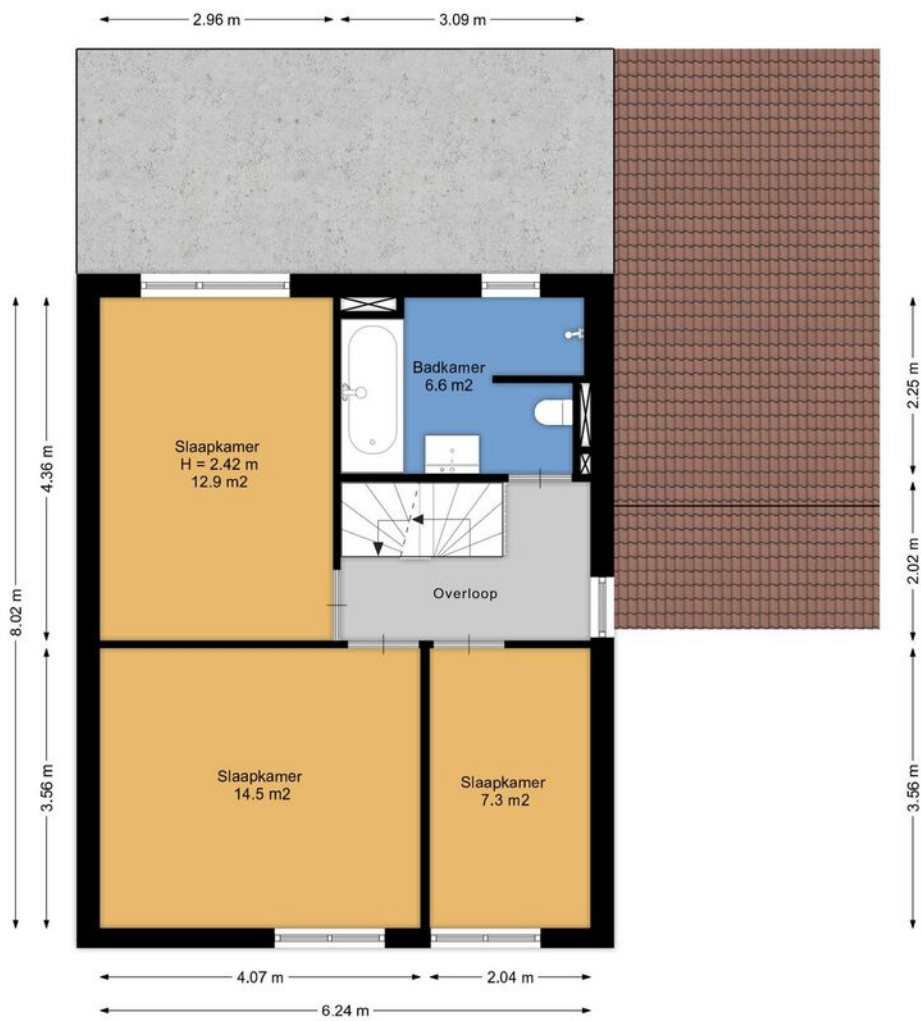 2.96 m
3.09 m
Badkamer
6.6 m2
2.25 m
Slaapkamer
H = 2.42 m
12.9 m2
4.36 m
2.02 m
Overloop
8.02 m
Slaapkamer
14.5 m2
Slaapkamer
7.3 m2
3.56 m
3.56 m
4.07 m
2.04 m
6.24 m